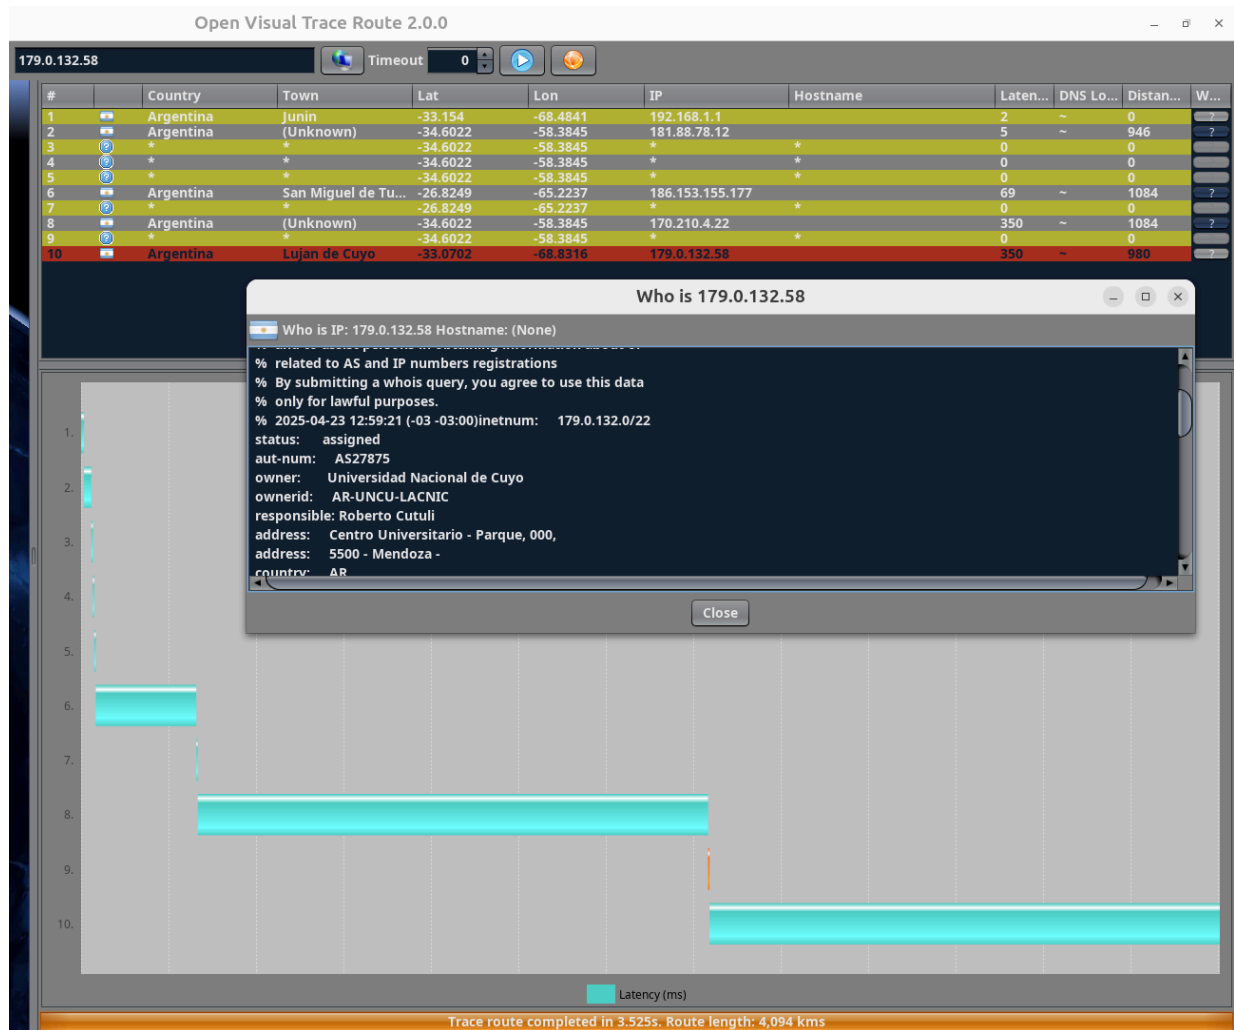 Open Visual Trace Route 2.0.0
179.0.132.58 Timeout 0
# Country Town Lat Lon IP Hostname Laten... DNS Lo... Distan... W...
1 Argentina Junin -33.154 -68.4841 192.168.1.1 2 ~ 0 ?
2 Argentina (Unknown) -34.6022 -58.3845 181.88.78.12 5 ~ 946 ?
3 * * -34.6022 -58.3845 * * 0 0
4 * * -34.6022 -58.3845 * * 0 0
5 * * -34.6022 -58.3845 * * 0 0
6 Argentina San Miguel de Tu... -26.8249 -65.2237 186.153.155.177 69 ~ 1084 ?
7 * * -26.8249 -65.2237 * * 0 0
8 Argentina (Unknown) -34.6022 -58.3845 170.210.4.22 350 ~ 1084 ?
9 * * -34.6022 -58.3845 * * 0 0
10 Argentina Lujan de Cuyo -33.0702 -68.8316 179.0.132.58 350 ~ 980 ?
Who is 179.0.132.58
Who is IP: 179.0.132.58 Hostname: (None)
% and to assist persons in obtaining information about or
% related to AS and IP numbers registrations
% By submitting a whois query, you agree to use this data
% only for lawful purposes.
% 2025-04-23 12:59:21 (-03 -03:00)inetnum: 179.0.132.0/22
status: assigned
aut-num: AS27875
owner: Universidad Nacional de Cuyo
ownerid: AR-UNCU-LACNIC
responsible: Roberto Cutuli
address: Centro Universitario - Parque, 000,
address: 5500 - Mendoza -
country: AR
Close
1.
2.
3.
4.
5.
6.
7.
8.
9.
10.
Latency (ms)
Trace route completed in 3.525s. Route length: 4,094 kms